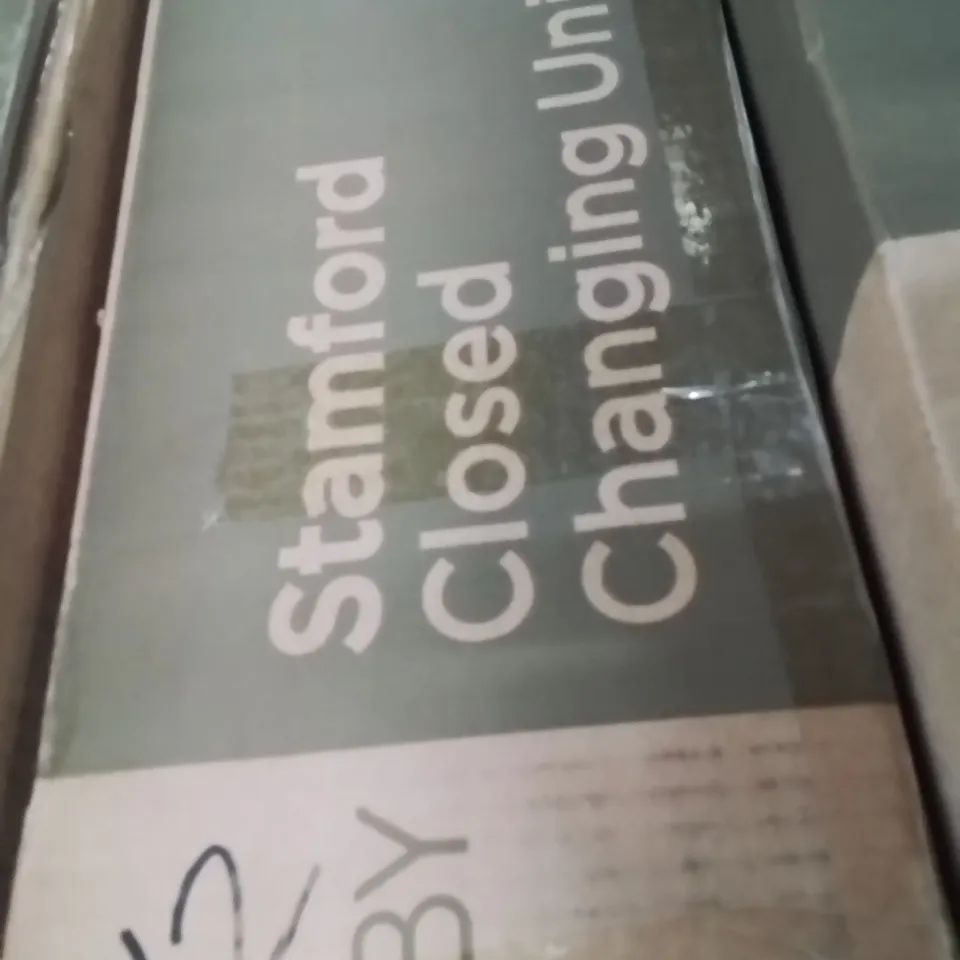 Stamford
Closed
Changing Uni
BY